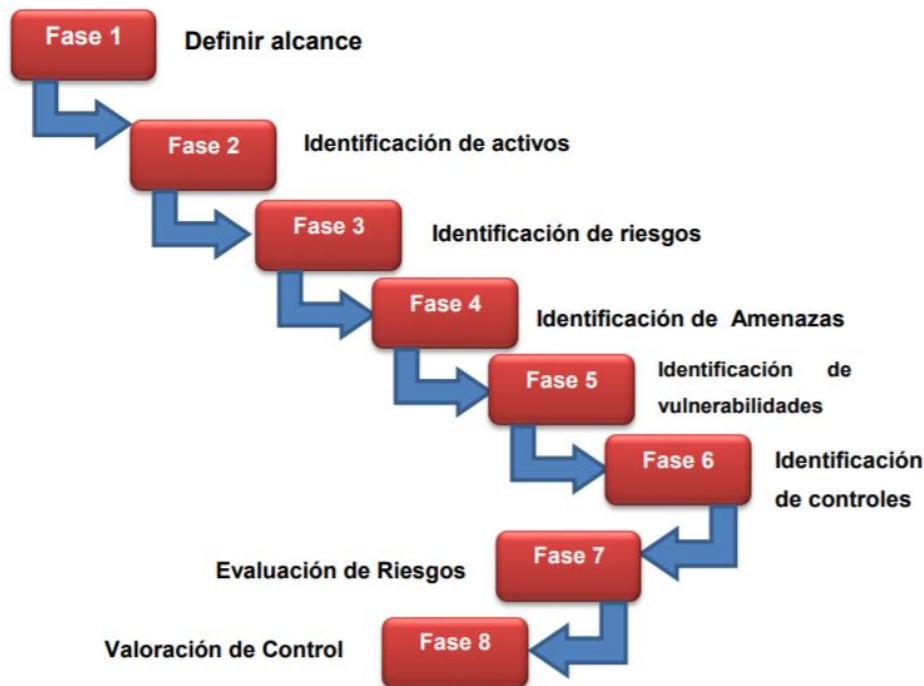 Fase 1
Definir alcance
Fase 2
Identificación de activos
Fase 3
Identificación de riesgos
Fase 4
Identificación de Amenazas
Fase 5
Identificación de
vulnerabilidades
Fase 6
Identificación
de controles
Fase 7
Evaluación de Riesgos
Fase 8
Valoración de Control